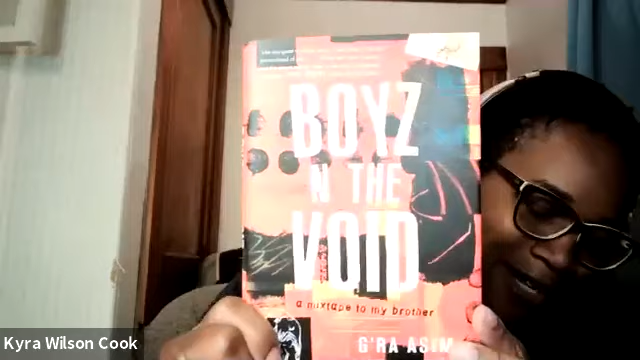 BOYZ
N THE
VOID
a mixtape to my brother
G'RA ASIM
Kyra Wilson Cook